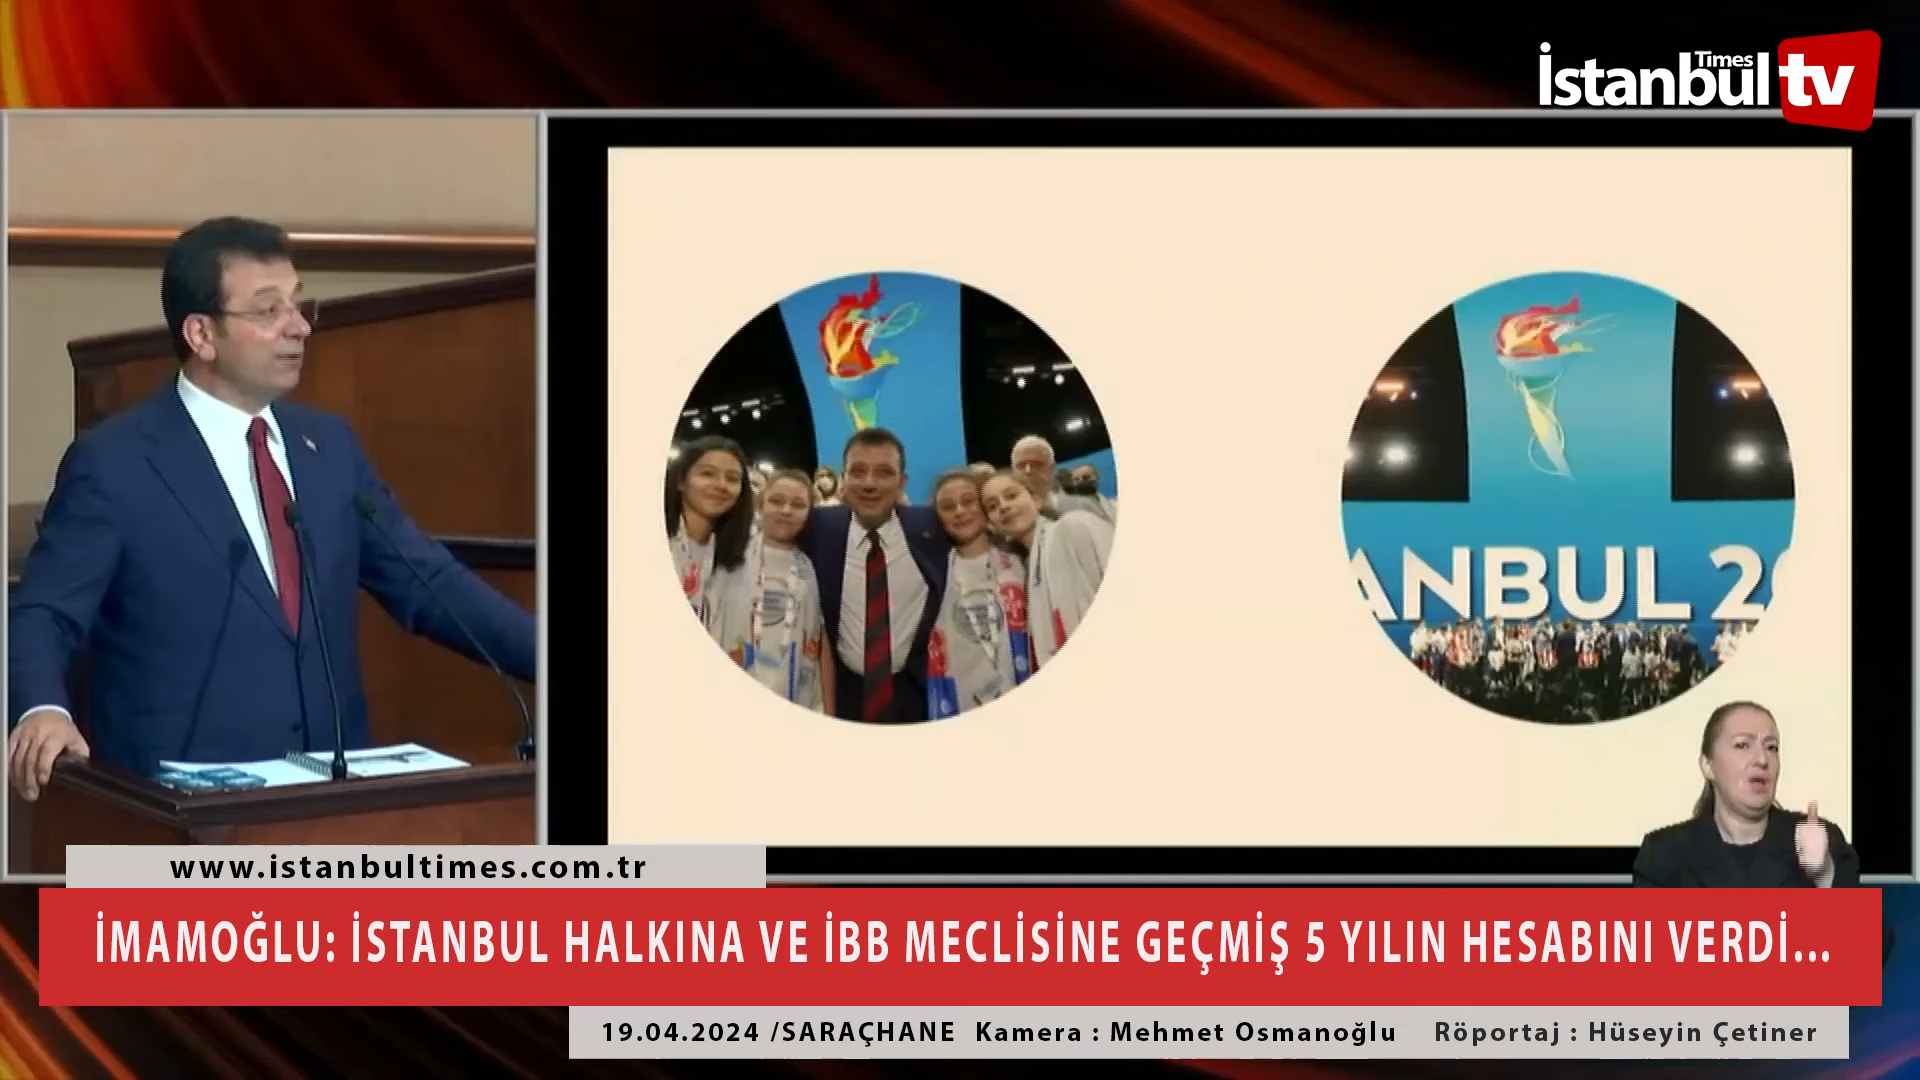 İstanbul Times tv
ANBUL 2
www.istanbultimes.com.tr
İMAMOĞLU: İSTANBUL HALKINA VE İBB MECLİSİNE GEÇMİŞ 5 YILIN HESABINI VERDİ...
19.04.2024 /SARAÇHANE Kamera : Mehmet Osmanoğlu Röportaj : Hüseyin Çetiner